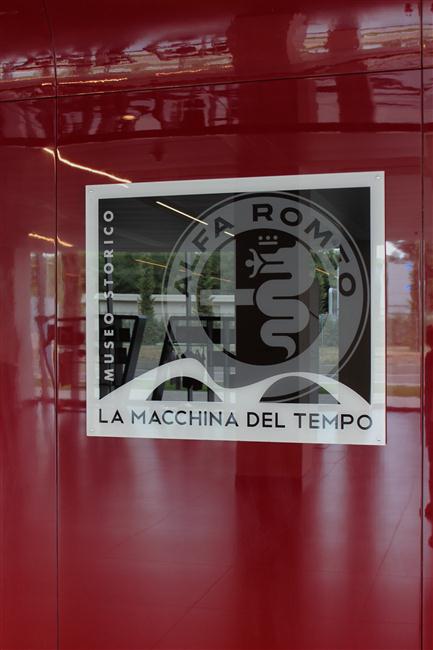 MUSEO STORICO
ALFA ROMEO
LA MACCHINA DEL TEMPO